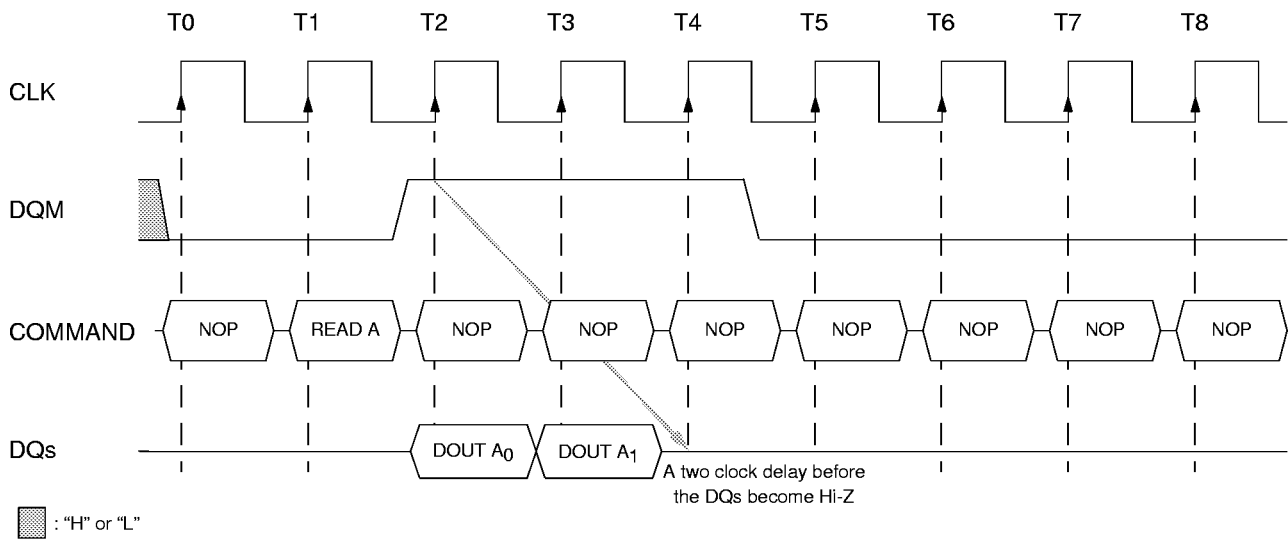 T0 T1 T2 T3 T4 T5 T6 T7 T8
CLK
DQM
COMMAND NOP READ A NOP NOP NOP NOP NOP NOP NOP
DQs DOUT A0 DOUT A1
A two clock delay before
the DQs become Hi-Z
: “H” or “L”